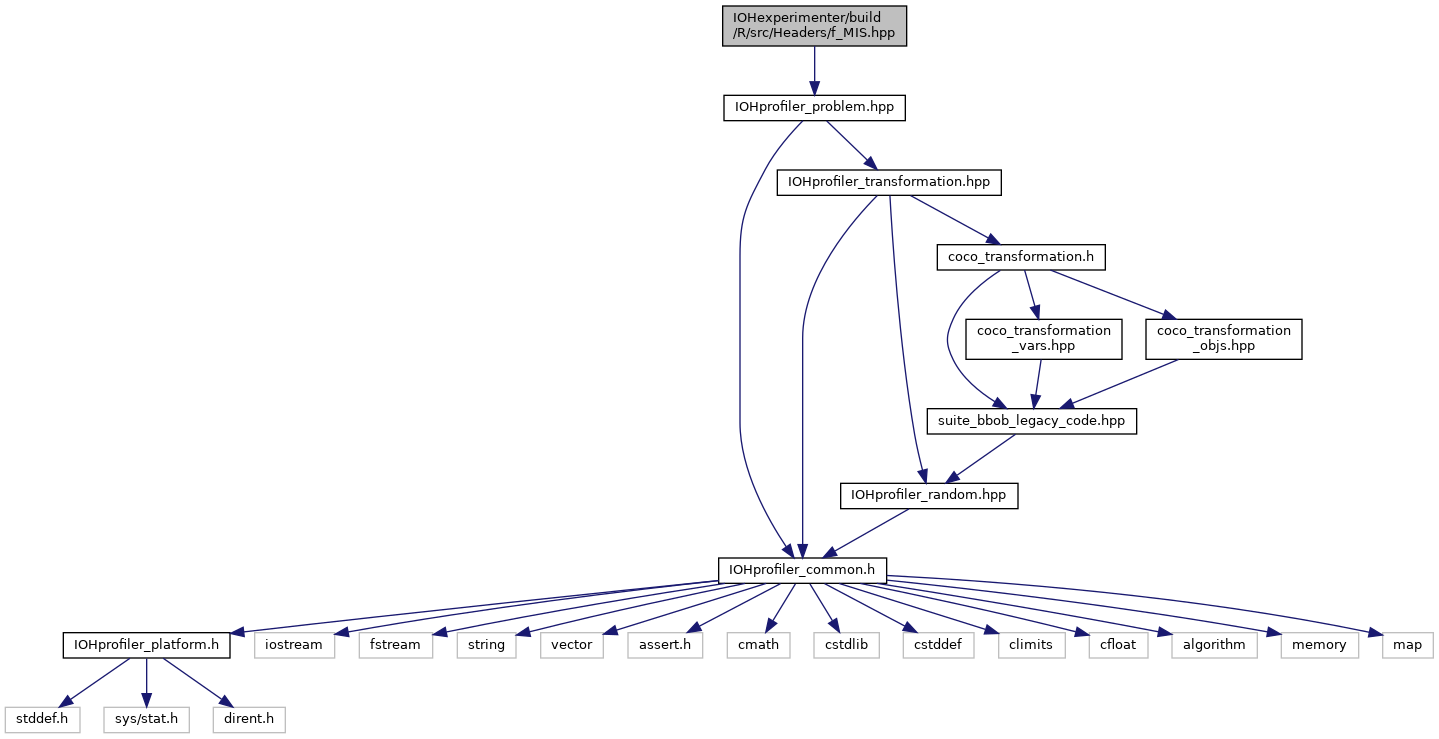 IOHexperimenter/build
/R/src/Headers/f_MIS.hpp
IOHprofiler_problem.hpp
IOHprofiler_transformation.hpp
coco_transformation.h
coco_transformation
_vars.hpp
coco_transformation
_objs.hpp
suite_bbob_legacy_code.hpp
IOHprofiler_random.hpp
IOHprofiler_common.h
IOHprofiler_platform.h
iostream
fstream
string
vector
assert.h
cmath
cstdlib
cstddef
climits
cfloat
algorithm
memory
map
stddef.h
sys/stat.h
dirent.h